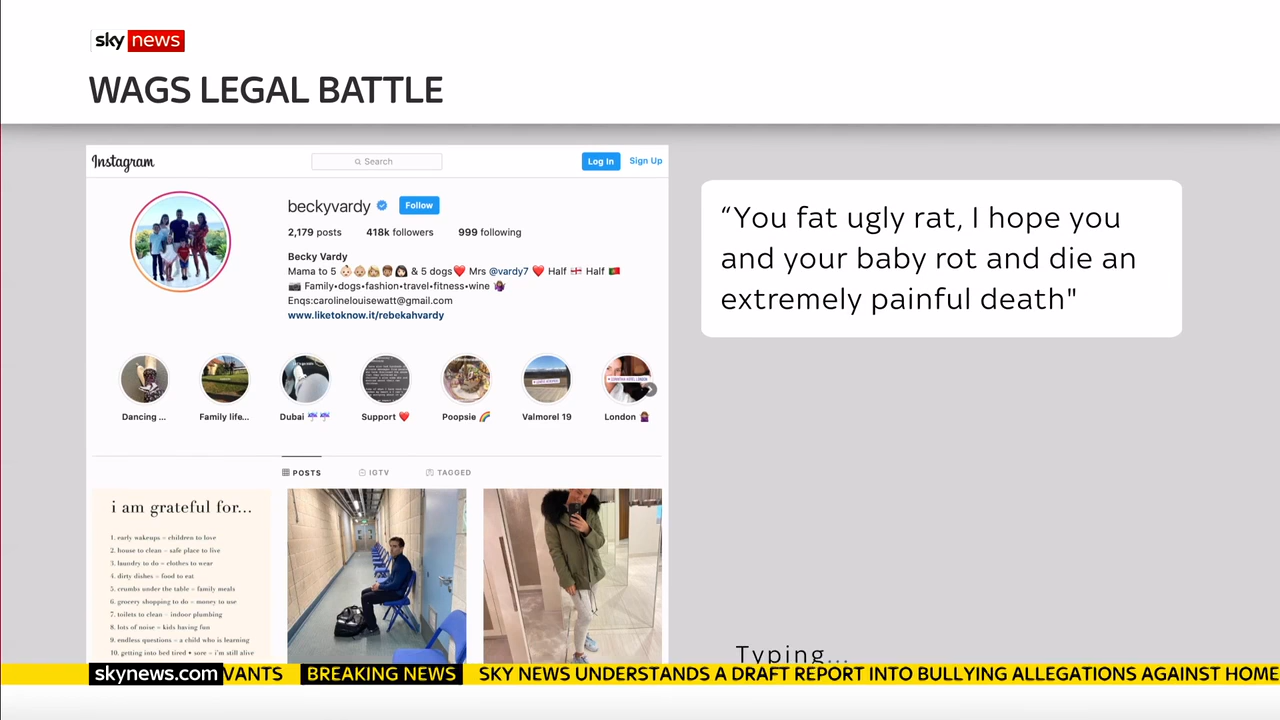 sky news
WAGS LEGAL BATTLE
Instagram
Search
Log In
Sign Up
beckyvardy
Follow
2,179 posts 418k followers 999 following
Becky Vardy
Mama to 5 👶🏻👶🏼👧🏼👦🏽👩🏻 & 5 dogs❤️ Mrs @vardy7 ❤️ Half 🏴󠁧󠁢󠁥󠁮󠁧󠁿 Half 🇵🇹
📷 Family•dogs•fashion•travel•fitness•wine 🤷🏽‍♀️
Enqs:carolinelouisewatt@gmail.com
www.liketoknow.it/rebekahvardy
Dancing ... Family life... Dubai ☔☔ Support ❤️ Poopsie 🌈 Valmorel 19 London 🤷🏽‍♀️
POSTS IGTV TAGGED
i am grateful for...
1. early wakeups = children to love
2. house to clean = safe place to live
3. laundry to do = clothes to wear
4. dirty dishes = food to eat
5. crumbs under the table = family meals
6. grocery shopping to do = money to use
7. toilets to clean = indoor plumbing
8. lots of noise = kids having fun
9. endless questions = a child who is learning
10. getting into bed tired + sore = i'm still alive
“You fat ugly rat, I hope you
and your baby rot and die an
extremely painful death"
Typing...
skynews.com VANTS BREAKING NEWS SKY NEWS UNDERSTANDS A DRAFT REPORT INTO BULLYING ALLEGATIONS AGAINST HOME